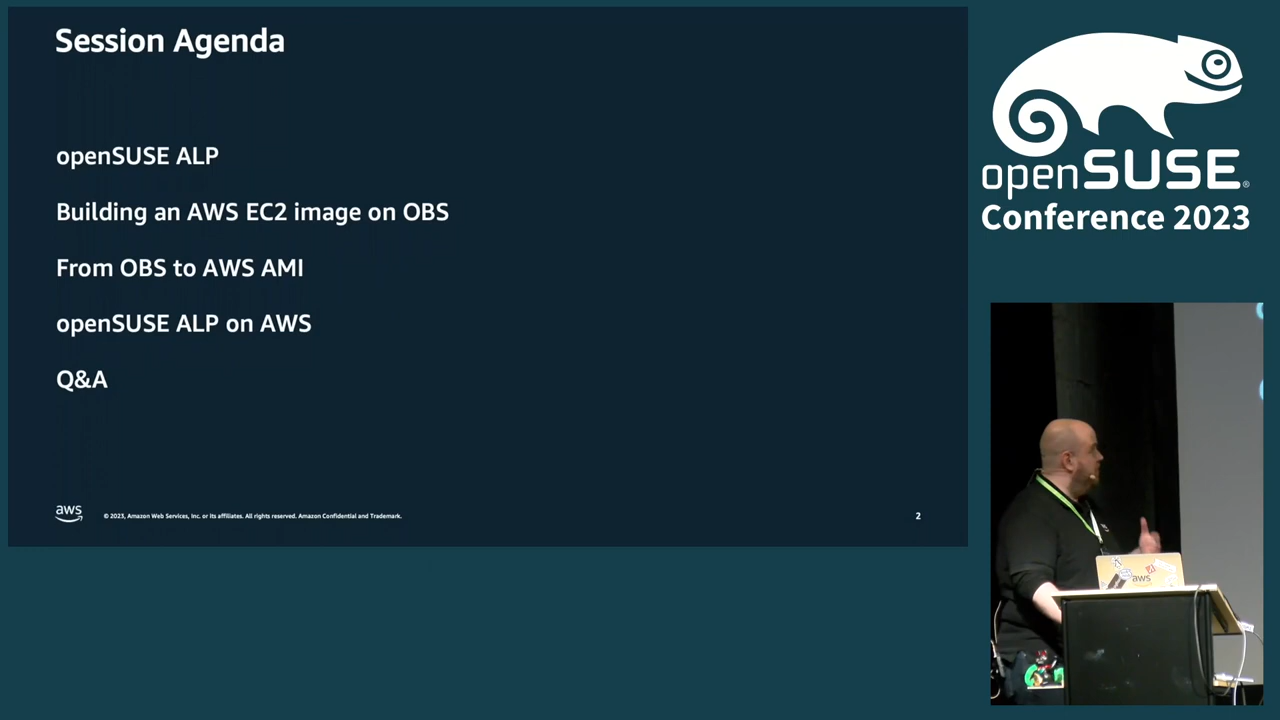 Session Agenda
openSUSE ALP
Building an AWS EC2 image on OBS
From OBS to AWS AMI
openSUSE ALP on AWS
Q&A
aws
© 2023, Amazon Web Services, Inc. or its affiliates. All rights reserved. Amazon Confidential and Trademark.
2
openSUSE®
Conference 2023
aws